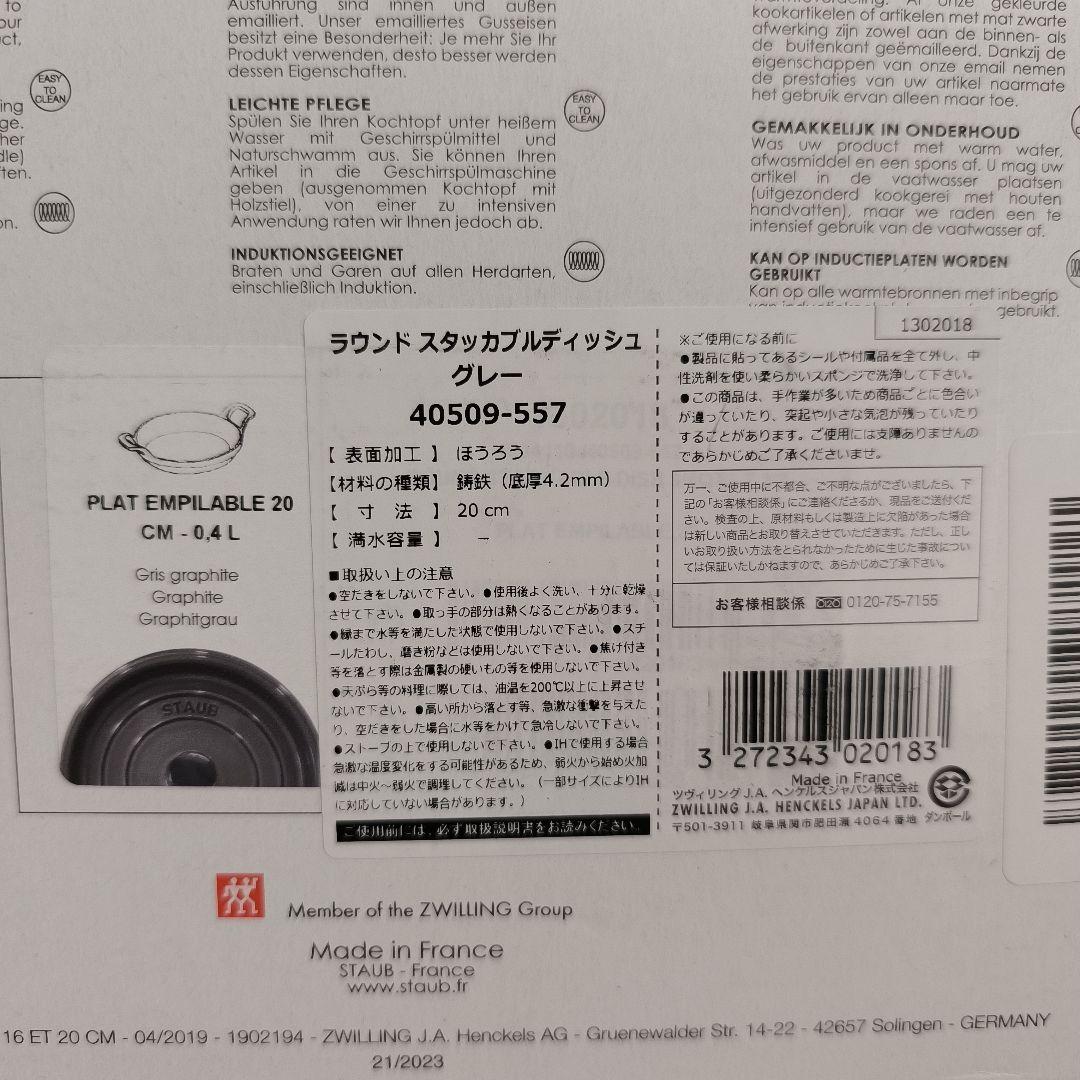 to
our
ct,
EASY
TO
CLEAN
ing
ge.
her
dle)
ften.
on.
Ausführung sind innen und außen
emailliert. Unser emailliertes Gusseisen
besitzt eine Besonderheit: Je mehr Sie Ihr
Produkt verwenden, desto besser werden
dessen Eigenschaften.
LEICHTE PFLEGE
Spülen Sie Ihren Kochtopf unter heißem
Wasser mit Geschirrspülmittel und
Naturschwamm aus. Sie können Ihren
Artikel in die Geschirrspülmaschine
geben (ausgenommen Kochtopf mit
Holzstiel), von einer zu intensiven
Anwendung raten wir Ihnen jedoch ab.
EASY
TO
CLEAN
INDUKTIONSGEEIGNET
Braten und Garen auf allen Herdarten,
einschließlich Induktion.
kookartikelen of artikelen met mat zwarte
afwerking zijn zowel aan de binnen- als
de buitenkant geëmailleerd. Dankzij de
eigenschappen van onze email nemen
de prestaties van uw artikel naarmate
het gebruik ervan alleen maar toe.
GEMAKKELIJK IN ONDERHOUD
Was uw product met warm water,
afwasmiddel en een spons af. U mag uw
artikel in de vaatwasser plaatsen
(uitgezonderd kookgerei met houten
handvatten), maar we raden een te
intensief gebruik van de vaatwasser af.
KAN OP INDUCTIEPLATEN WORDEN
GEBRUIKT
Kan op alle warmtebronnen met inbegrip
gebruikt.
PLAT EMPILABLE 20
CM - 0,4 L
Gris graphite
Graphite
Graphitgrau
STAUB
ラウンド スタッカブルディッシュ
グレー
40509-557
【 表面加工 】 ほうろう
【材料の種類】 鋳鉄（底厚4.2mm）
【 寸 法 】 20 cm
【 満水容量 】 －
■取扱い上の注意
●空だきをしないで下さい。●使用後よく洗い、十分に乾燥
させて下さい。●取っ手の部分は熱くなることがあります。
●縁まで水等を満たした状態で使用しないで下さい。●スチ
ールたわし、磨き粉などは使用しないで下さい。●焦げ付き
等を落とす際は金属製の硬いもの等を使用しないで下さい。
●天ぷら等の料理に際しては、油温を200℃以上に上昇させ
ないで下さい。●高い所から落とす等、急激な衝撃を与えた
り、空だきをした場合に水等をかけて急冷しないで下さい。
●ストーブの上で使用しないで下さい。●IHで使用する場合
急激な温度変化をする可能性があるため、弱火から始め火加
減は中火～弱火で調理してください。（一部サイズによりIH
に対応していない場合があります。）
ご使用前には、必ず取扱説明書をお読みください。
1302018
※ご使用になる前に
●製品に貼ってあるシールや付属品を全て外し、中
性洗剤を使い柔らかいスポンジで洗浄して下さい。
●この商品は、手作業が多いため商品ごとに色合い
が違っていたり、突起や小さな気泡が残っていたり
することがあります。ご使用には支障ありませんの
であらかじめご了承くださいませ。
万一、ご使用中に不都合、ご不明な点がございましたら、下
記の「お客様相談係」にご連絡くださるか、現品をご送付くだ
さい。検査の上、原材料もしくは製造上に欠陥があった場合
は新しい商品とお取り替えさせていただきます。ただし、正し
いお取り扱い方法をとられなかったために生じた事故につい
ては保証いたしかねますので、あらかじめご了承下さい。
お客様相談係 0120-75-7155
3 272343 020183
Made in France
ツヴィリング J.A. ヘンケルスジャパン株式会社
ZWILLING J.A. HENCKELS JAPAN LTD.
〒501-3911 岐阜県関市肥田瀬 4064 番地
ダンボール
Member of the ZWILLING Group
Made in France
STAUB - France
www.staub.fr
16 ET 20 CM - 04/2019 - 1902194 - ZWILLING J.A. Henckels AG - Gruenewalder Str. 14-22 - 42657 Solingen - GERMANY
21/2023